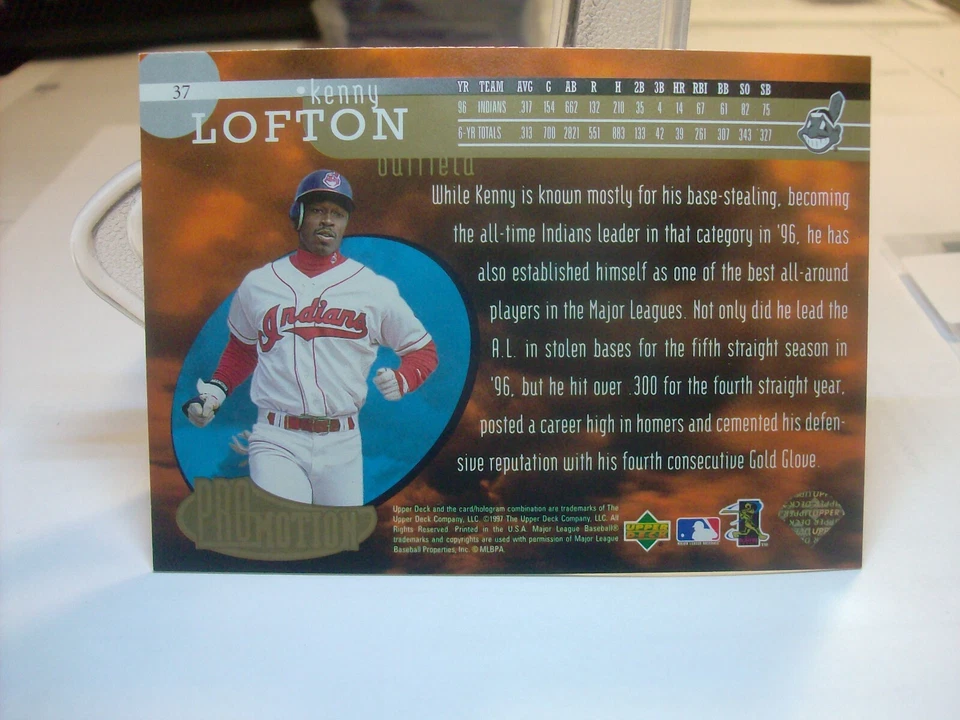 37
kenny
LOFTON
outfield
YR TEAM AVG G AB R H 2B 3B HR RBI BB SO SB
96 INDIANS .317 154 662 132 210 35 4 14 67 61 82 75
6-YR TOTALS .313 700 2821 551 883 133 42 39 261 307 343 327
While Kenny is known mostly for his base-stealing, becoming
the all-time Indians leader in that category in '96, he has
also established himself as one of the best all-around
players in the Major Leagues. Not only did he lead the
A.L. in stolen bases for the fifth straight season in
'96, but he hit over .300 for the fourth straight year,
posted a career high in homers and cemented his defen-
sive reputation with his fourth consecutive Gold Glove.
Indians
Upper Deck and the card/hologram combination are trademarks of The
Upper Deck Company, LLC. ©1997 The Upper Deck Company, LLC. All
Rights Reserved. Printed in the U.S.A. Major League Baseball®
trademarks and copyrights are used with permission of Major League
Baseball Properties, Inc. © MLBPA
UPPER
DECK